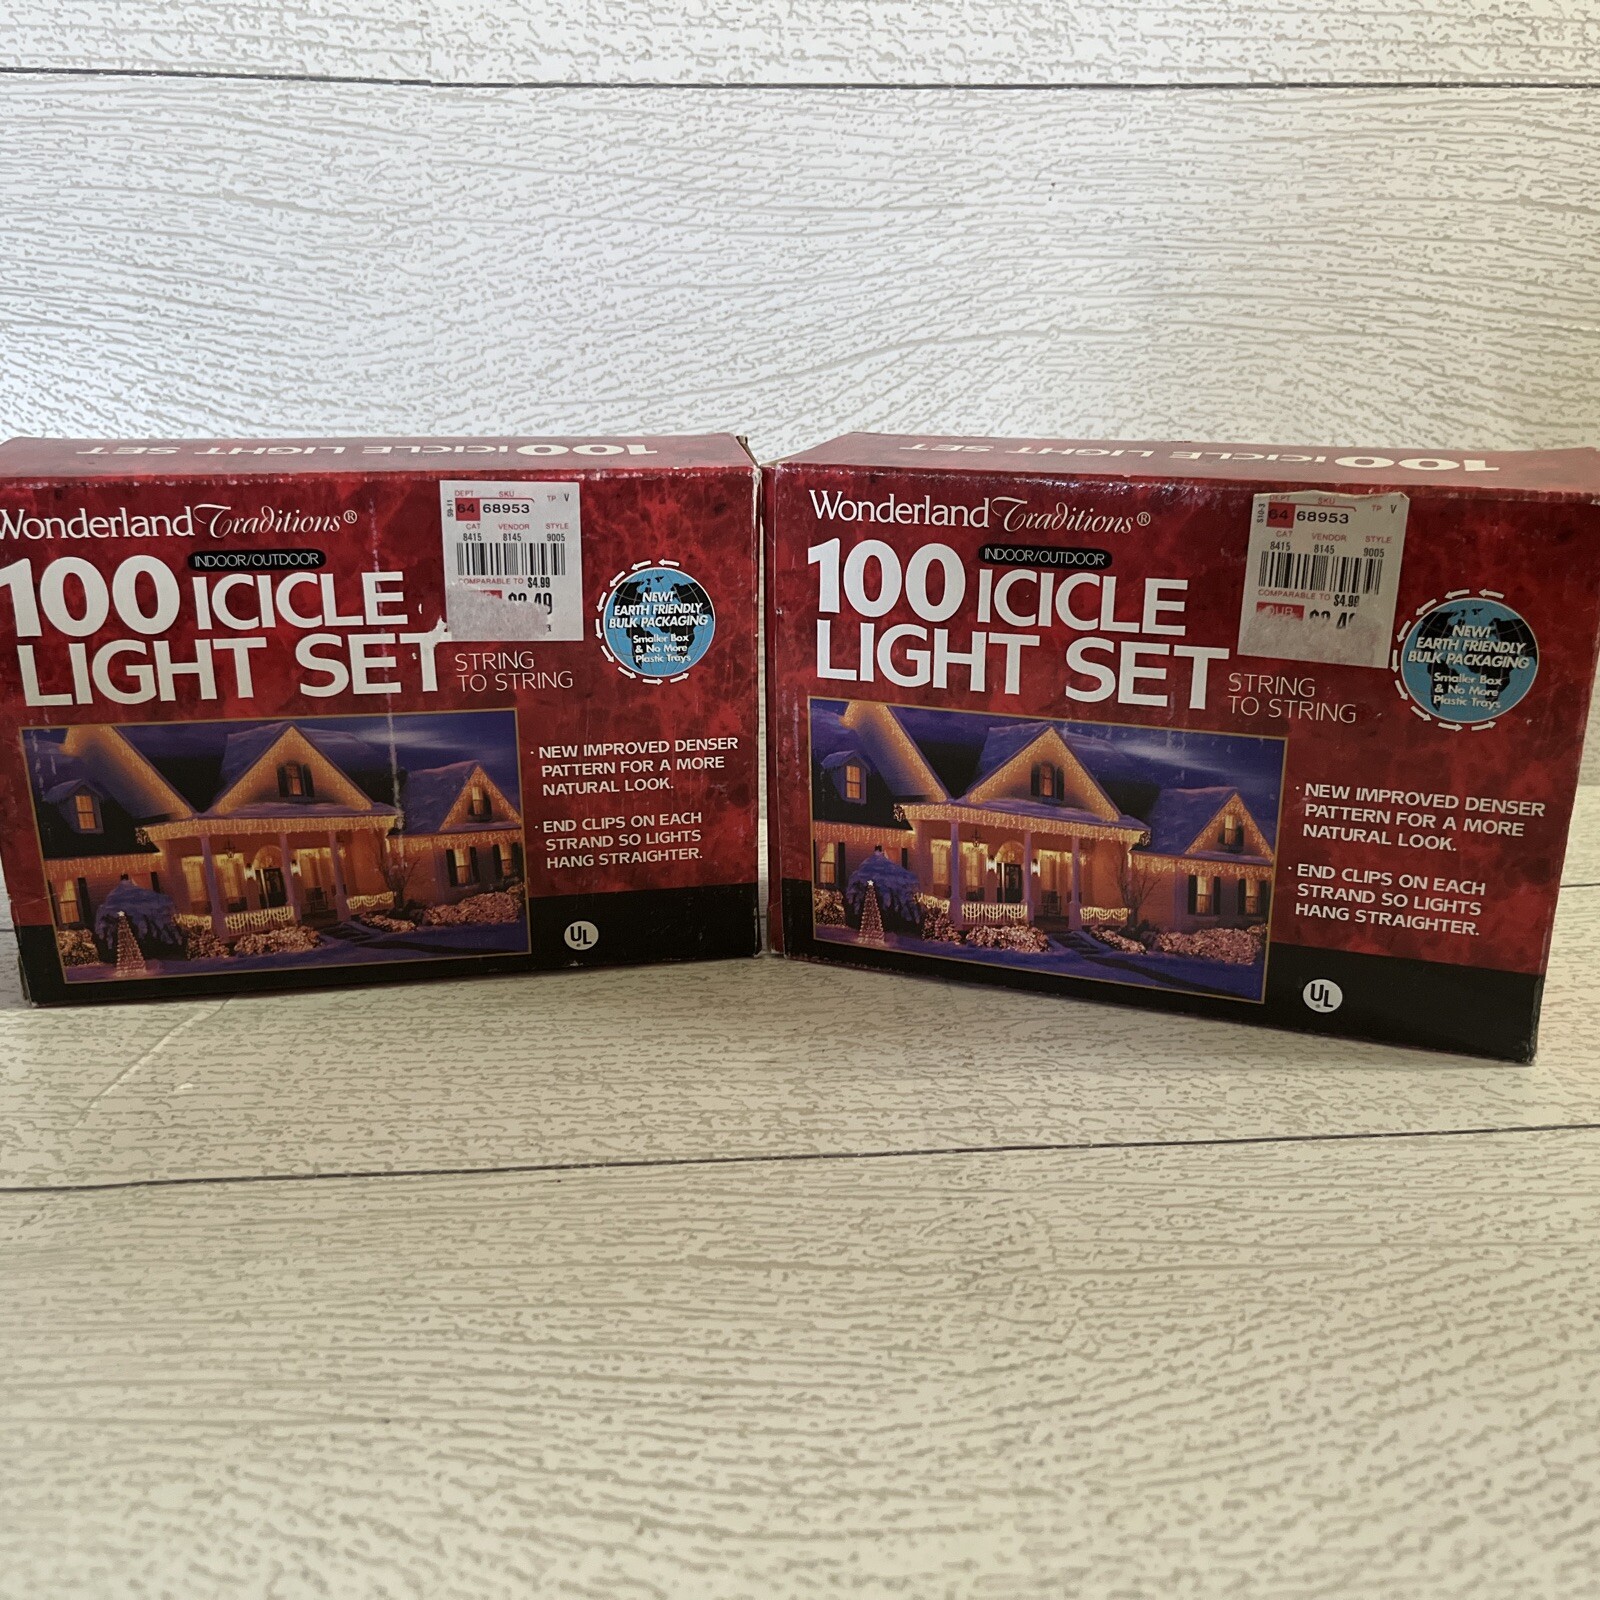 100 ICICLE LIGHT SET
Wonderland Traditions®
INDOOR/OUTDOOR
100 ICICLE
LIGHT SET
STRING
TO STRING
DEPT SKU TP V
64 68953
CAT VENDOR STYLE
8415 8145 9005
COMPARABLE TO $4.99
NEW!
EARTH FRIENDLY
BULK PACKAGING
Smaller Box
& No More
Plastic Trays
· NEW IMPROVED DENSER
PATTERN FOR A MORE
NATURAL LOOK.
· END CLIPS ON EACH
STRAND SO LIGHTS
HANG STRAIGHTER.
UL
100 ICICLE LIGHT SET
Wonderland Traditions®
INDOOR/OUTDOOR
100 ICICLE
LIGHT SET
STRING
TO STRING
DEPT SKU TP V
64 68953
CAT VENDOR STYLE
8415 8145 9005
COMPARABLE TO $4.99
NEW!
EARTH FRIENDLY
BULK PACKAGING
Smaller Box
& No More
Plastic Trays
· NEW IMPROVED DENSER
PATTERN FOR A MORE
NATURAL LOOK.
· END CLIPS ON EACH
STRAND SO LIGHTS
HANG STRAIGHTER.
UL